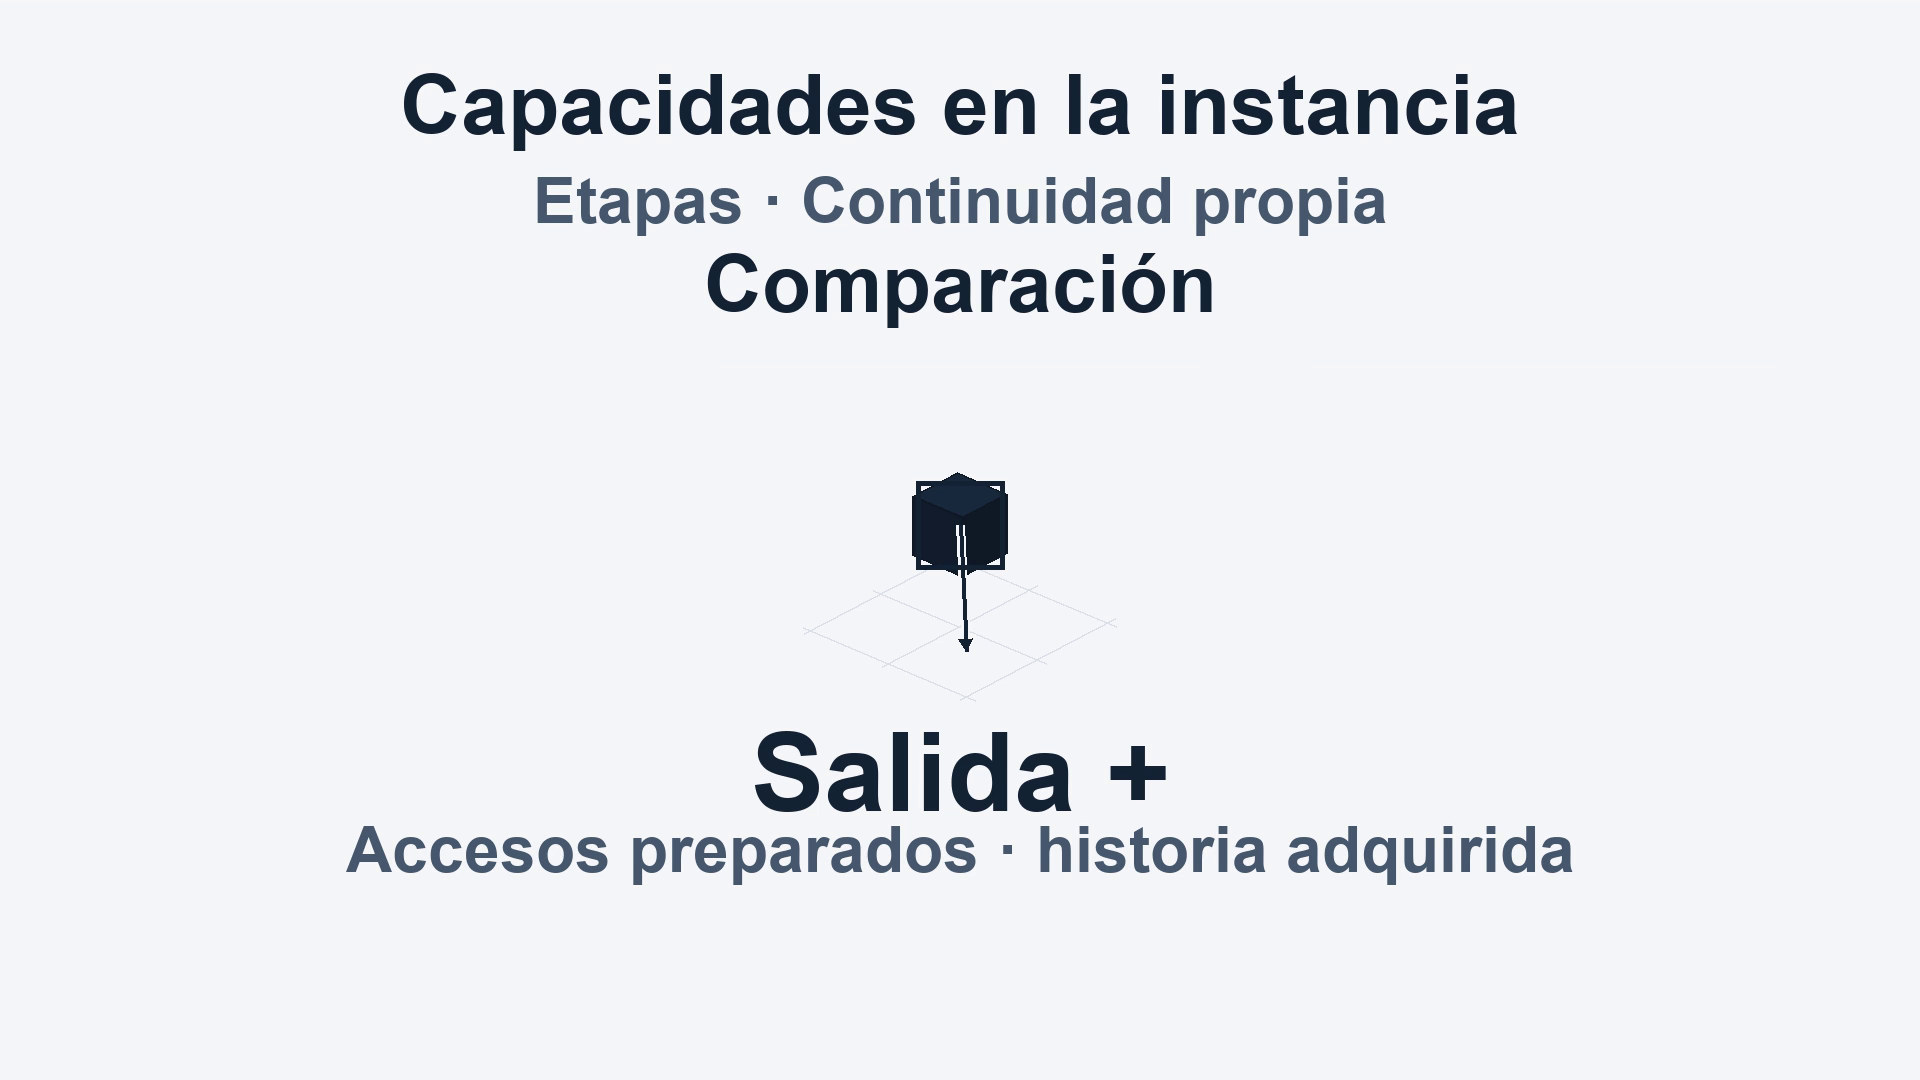 Capacidades en la instancia
Etapas · Continuidad propia
Comparación
Salida +
Accesos preparados · historia adquirida